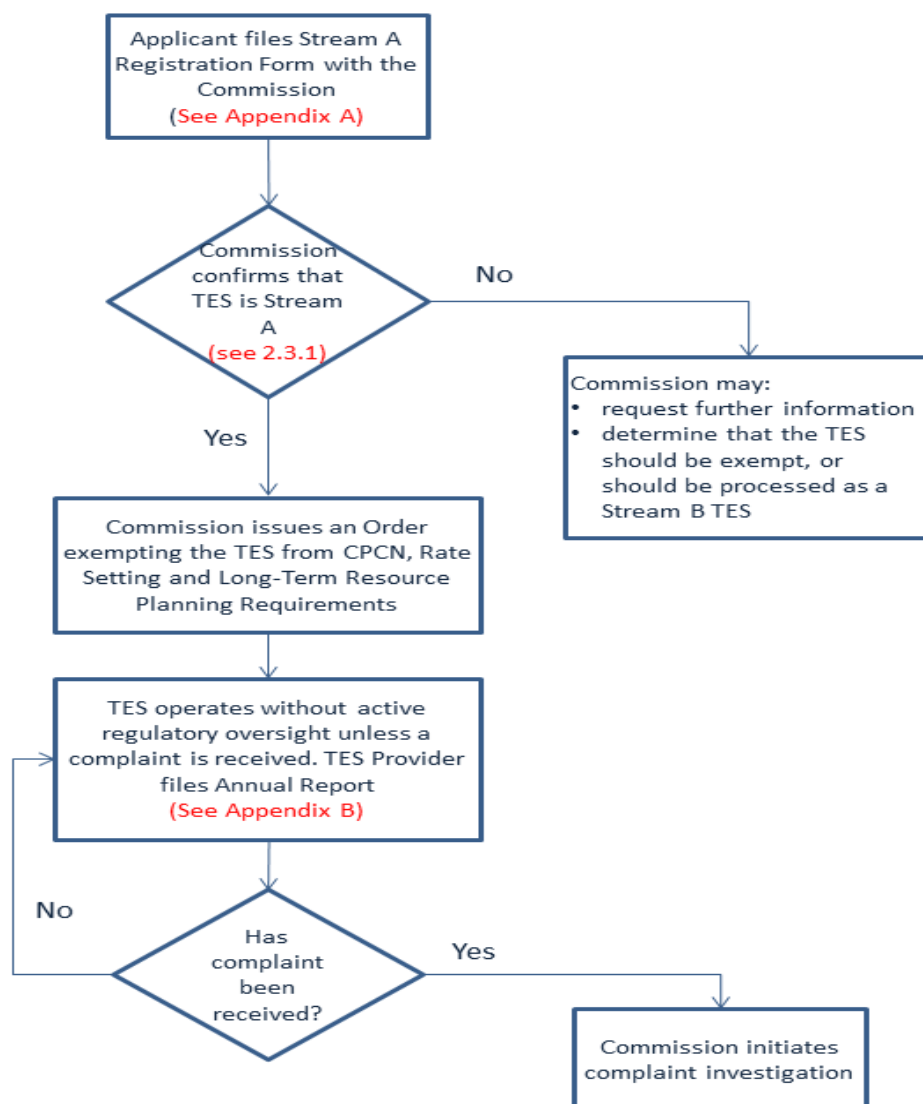 Applicant files Stream A
Registration Form with the
Commission
(See Appendix A)
Commission
confirms that
TES is Stream
A
(see 2.3.1)
No
Commission may:
• request further information
• determine that the TES
should be exempt, or
should be processed as a
Stream B TES
Yes
Commission issues an Order
exempting the TES from CPCN, Rate
Setting and Long-Term Resource
Planning Requirements
TES operates without active
regulatory oversight unless a
complaint is received. TES Provider
files Annual Report
(See Appendix B)
No
Has
complaint
been
received?
Yes
Commission initiates
complaint investigation